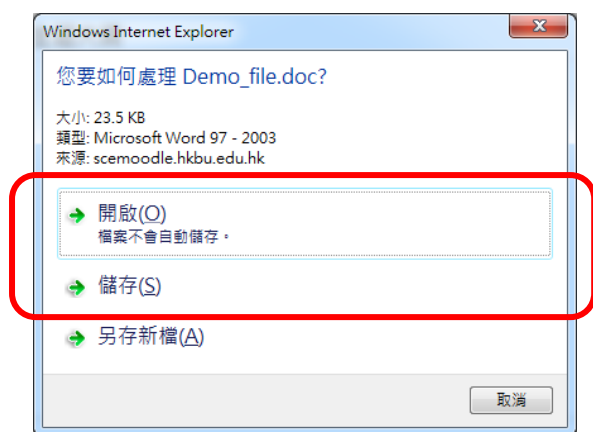 Windows Internet Explorer
您要如何處理 Demo_file.doc?
大小: 23.5 KB
類型: Microsoft Word 97 - 2003
來源: scemoodle.hkbu.edu.hk
開啟(O)
檔案不會自動儲存。
儲存(S)
另存新檔(A)
取消